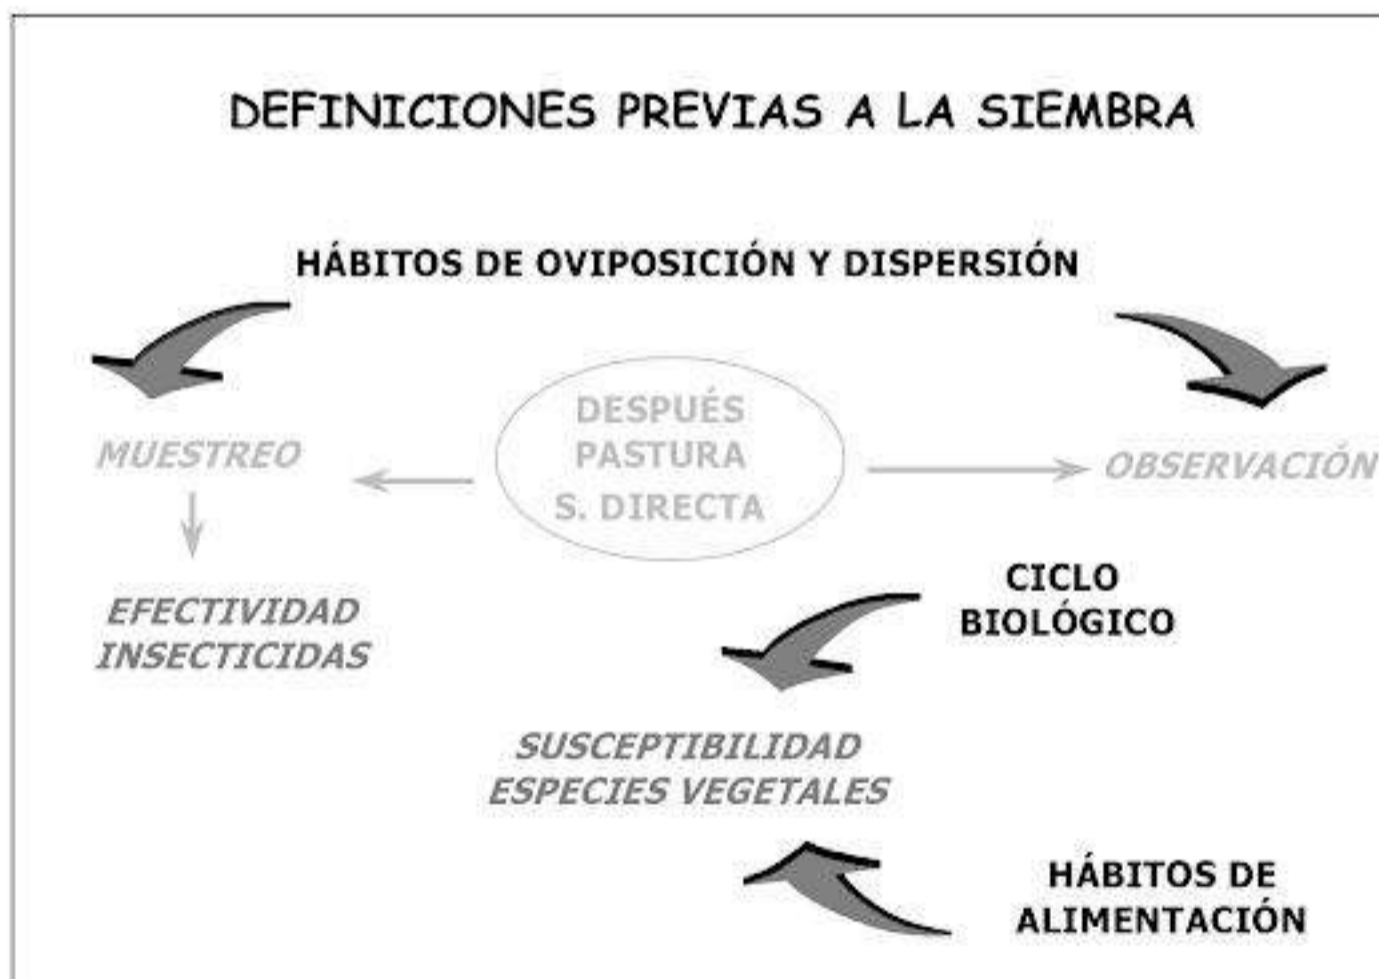 DEFINICIONES PREVIAS A LA SIEMBRA
HÁBITOS DE OVIPOSICIÓN Y DISPERSIÓN
DESPUÉS
PASTURA
S. DIRECTA
MUESTREO
OBSERVACIÓN
EFECTIVIDAD
INSECTICIDAS
CICLO
BIOLÓGICO
SUSCEPTIBILIDAD
ESPECIES VEGETALES
HÁBITOS DE
ALIMENTACIÓN